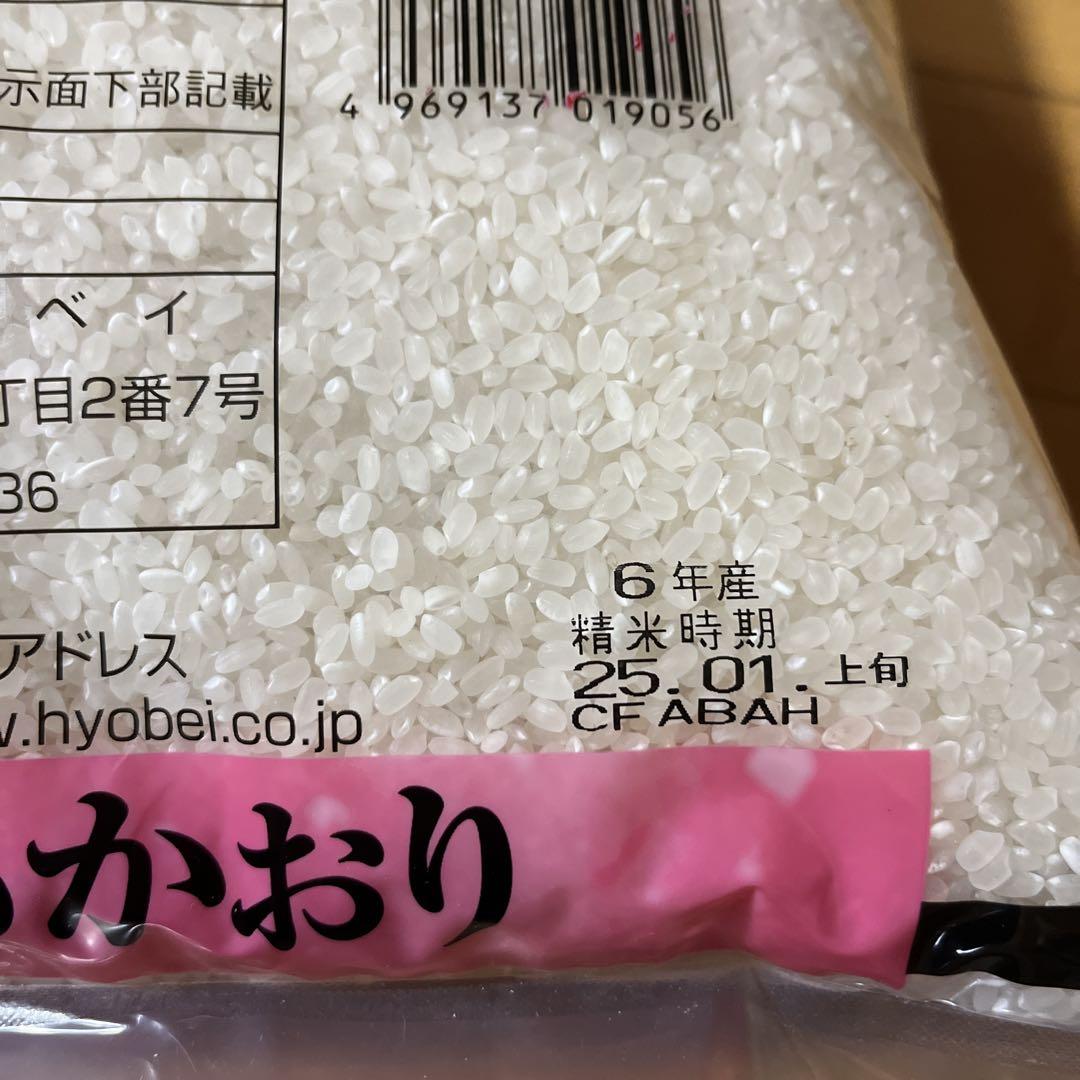 示面下部記載
4 969137 019056
ベイ
丁目2番7号
36
6年産
精米時期
25.01.上旬
CF ABAH
アドレス
w.hyobei.co.jp
かおり